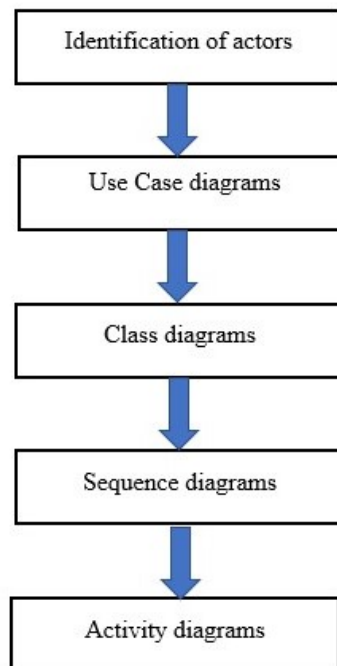 Identification of actors
Use Case diagrams
Class diagrams
Sequence diagrams
Activity diagrams